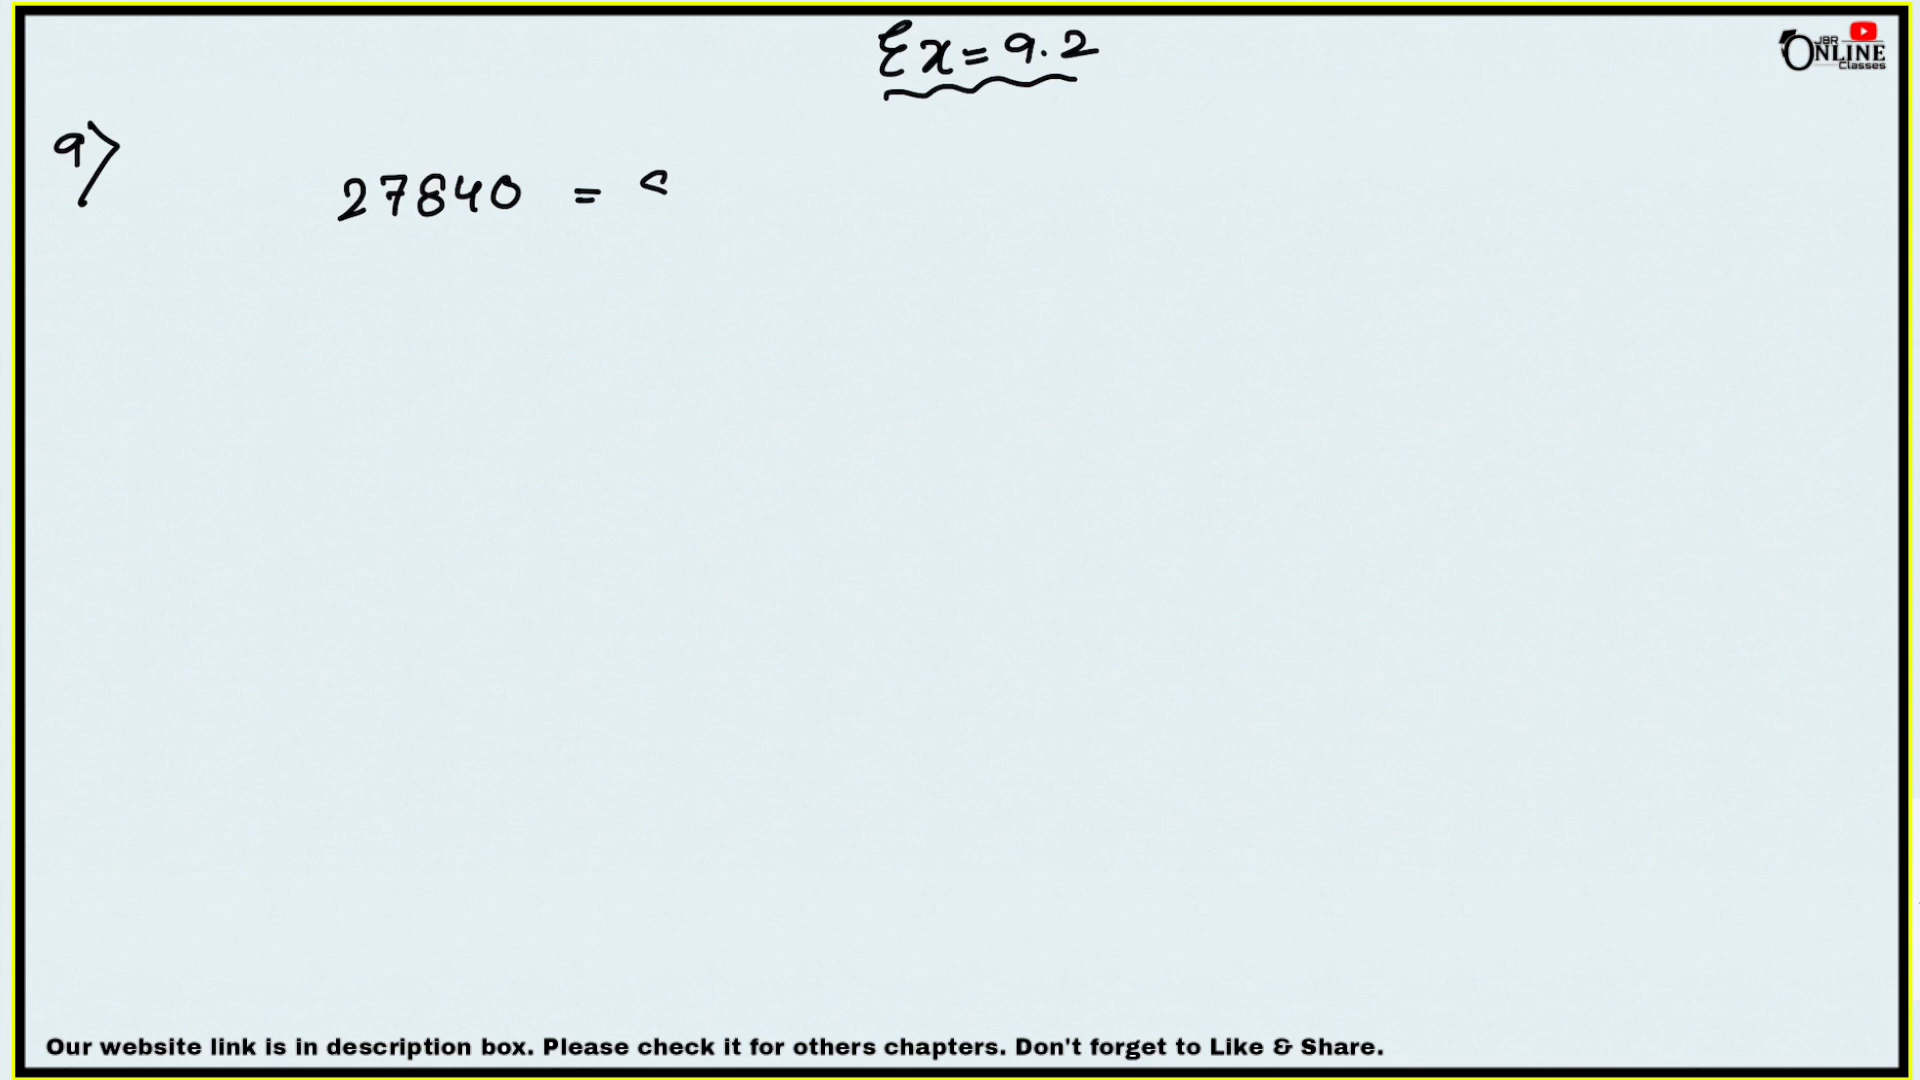 Ex = 9.2
JBR
ONLINE
Classes
9)
27840 =
Our website link is in description box. Please check it for others chapters. Don't forget to Like & Share.